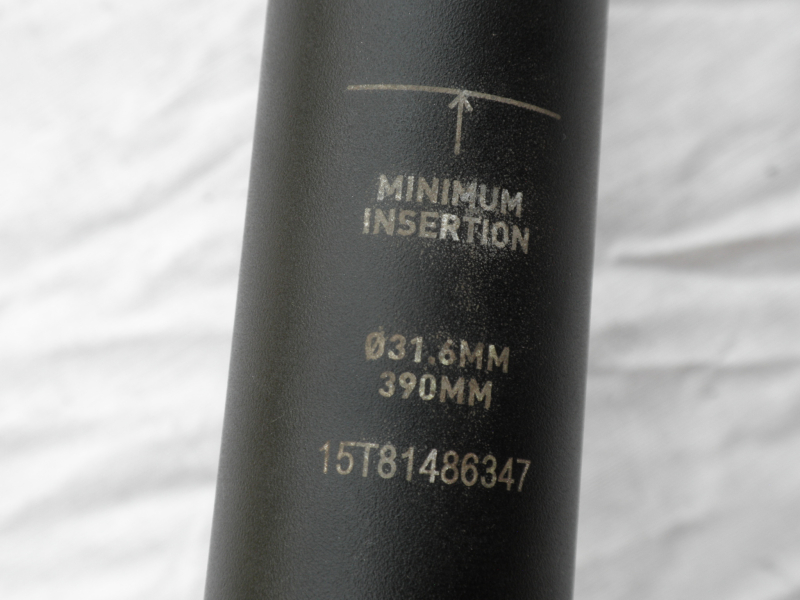 MINIMUM
INSERTION
Ø31.6MM
390MM
15T81486347